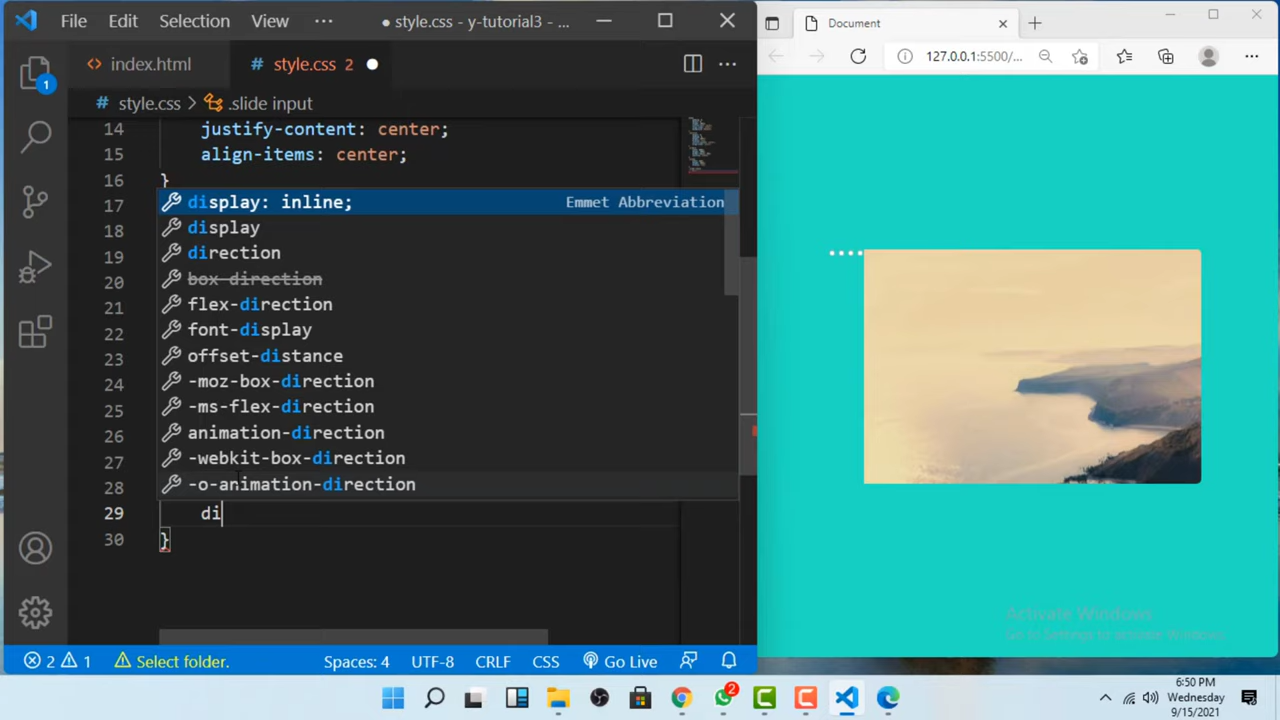 File Edit Selection View ··· ● style.css - y-tutorial3 - ...
Document
<> index.html # style.css 2 ●
127.0.0.1:5500/...
1
# style.css > .slide input
14 justify-content: center;
15 align-items: center;
16 }
17
18
19
20
21
22
23
24
25
26
27
28
display: inline; Emmet Abbreviation
display
direction
box-direction
flex-direction
font-display
offset-distance
-moz-box-direction
-ms-flex-direction
animation-direction
-webkit-box-direction
-o-animation-direction
29 di
30 }
Activate Windows
Go to Settings to activate Windows.
2 1 Select folder. Spaces: 4 UTF-8 CRLF CSS Go Live
2
6:50 PM
Wednesday
9/15/2021